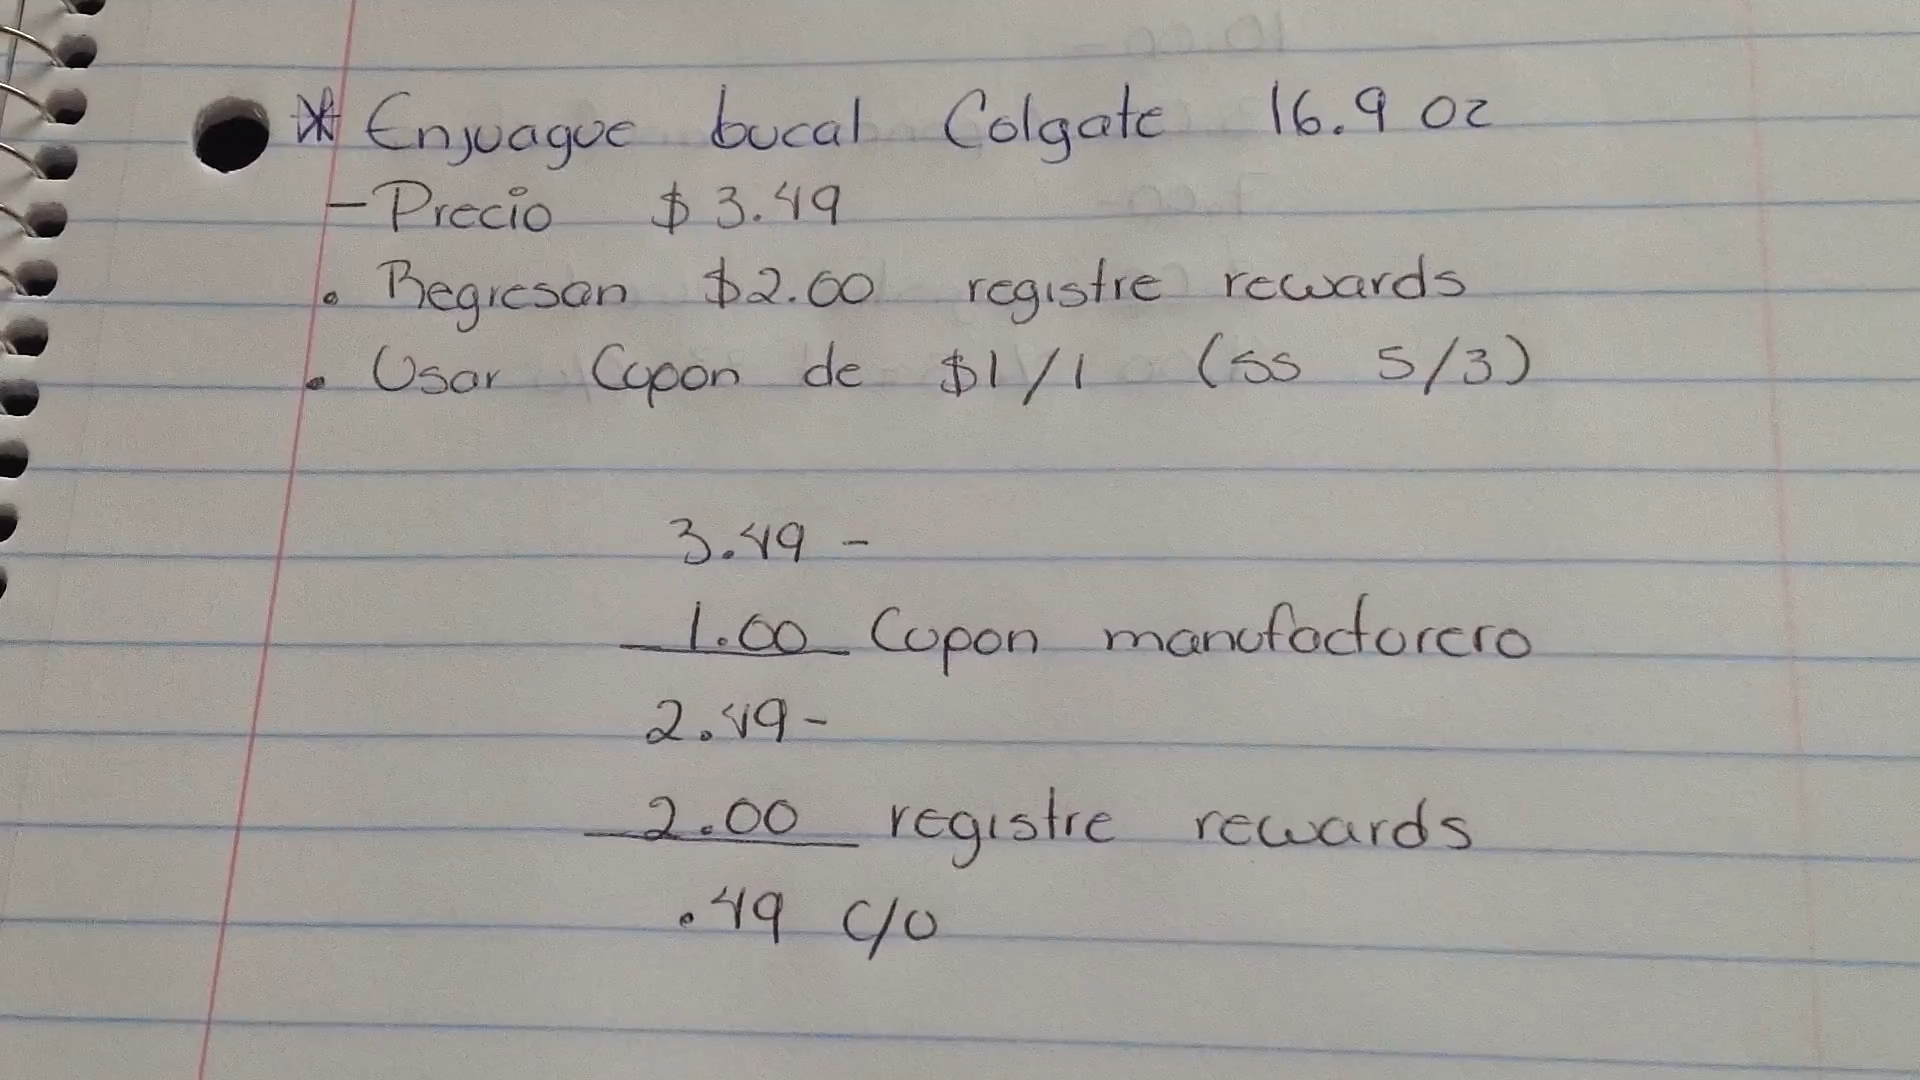 * Enjuague bucal Colgate 16.9 oz
- Precio $3.49
• Regresan $2.00 registre rewards
• Usar Cupon de $1/1 (ss 5/3)
3.49 -
1.00 Cupon manufacturero
2.49 -
2.00 registre rewards
.49 c/u